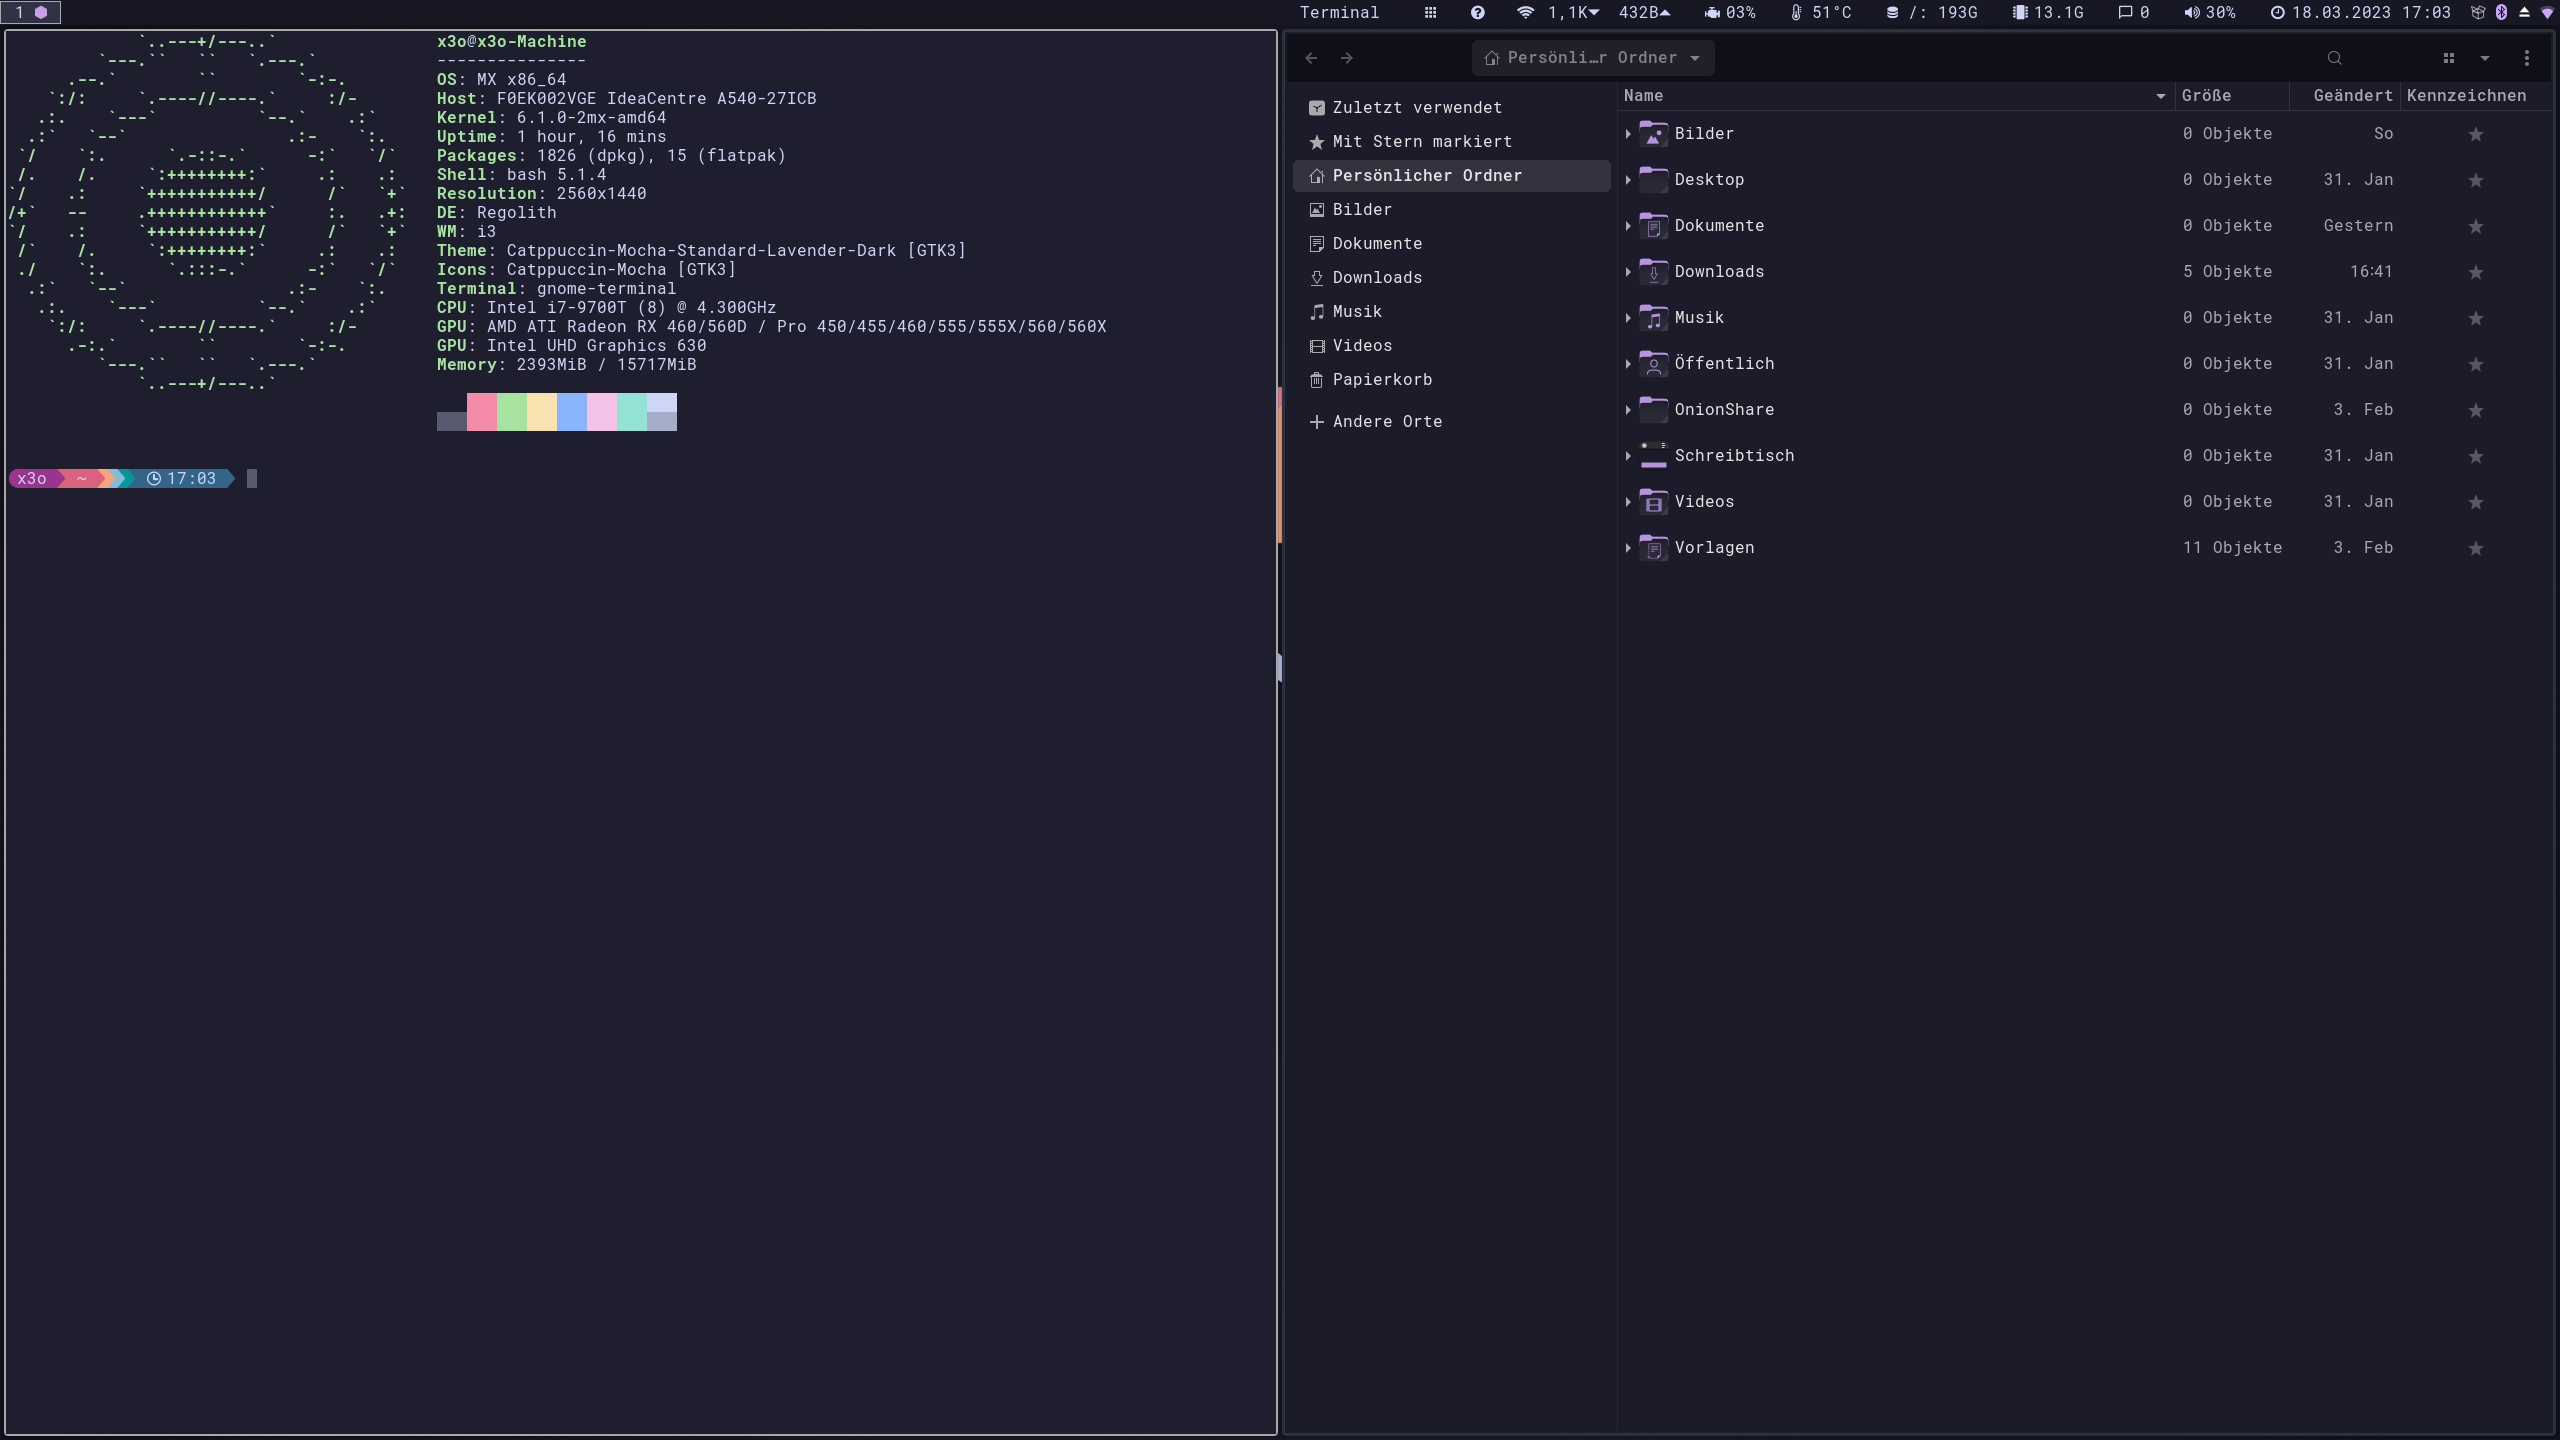 1
Terminal 1,1K 432B 03% 51°C /: 193G 13.1G 0 30% 18.03.2023 17:03
x3o@x3o-Machine
---------------
OS: MX x86_64
Host: F0EK002VGE IdeaCentre A540-27ICB
Kernel: 6.1.0-2mx-amd64
Uptime: 1 hour, 16 mins
Packages: 1826 (dpkg), 15 (flatpak)
Shell: bash 5.1.4
Resolution: 2560x1440
DE: Regolith
WM: i3
Theme: Catppuccin-Mocha-Standard-Lavender-Dark [GTK3]
Icons: Catppuccin-Mocha [GTK3]
Terminal: gnome-terminal
CPU: Intel i7-9700T (8) @ 4.300GHz
GPU: AMD ATI Radeon RX 460/560D / Pro 450/455/460/555/555X/560/560X
GPU: Intel UHD Graphics 630
Memory: 2393MiB / 15717MiB
x3o ~ 17:03
Persönli…r Ordner
Zuletzt verwendet
Mit Stern markiert
Persönlicher Ordner
Bilder
Dokumente
Downloads
Musik
Videos
Papierkorb
Andere Orte
Name Größe Geändert Kennzeichnen
Bilder 0 Objekte So
Desktop 0 Objekte 31. Jan
Dokumente 0 Objekte Gestern
Downloads 5 Objekte 16:41
Musik 0 Objekte 31. Jan
Öffentlich 0 Objekte 31. Jan
OnionShare 0 Objekte 3. Feb
Schreibtisch 0 Objekte 31. Jan
Videos 0 Objekte 31. Jan
Vorlagen 11 Objekte 3. Feb